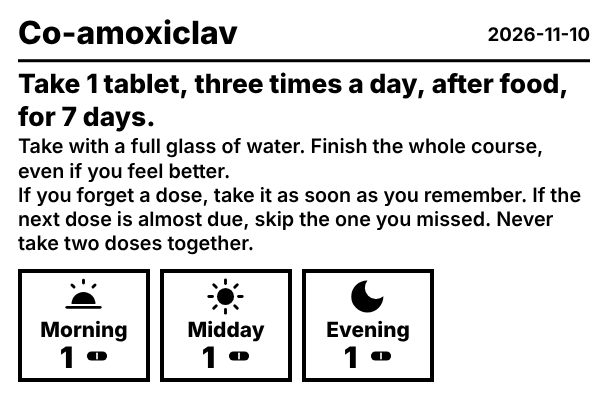 Co-amoxiclav
2026-11-10
Take 1 tablet, three times a day, after food,
for 7 days.
Take with a full glass of water. Finish the whole course,
even if you feel better.
If you forget a dose, take it as soon as you remember. If the
next dose is almost due, skip the one you missed. Never
take two doses together.
Morning
1
Midday
1
Evening
1